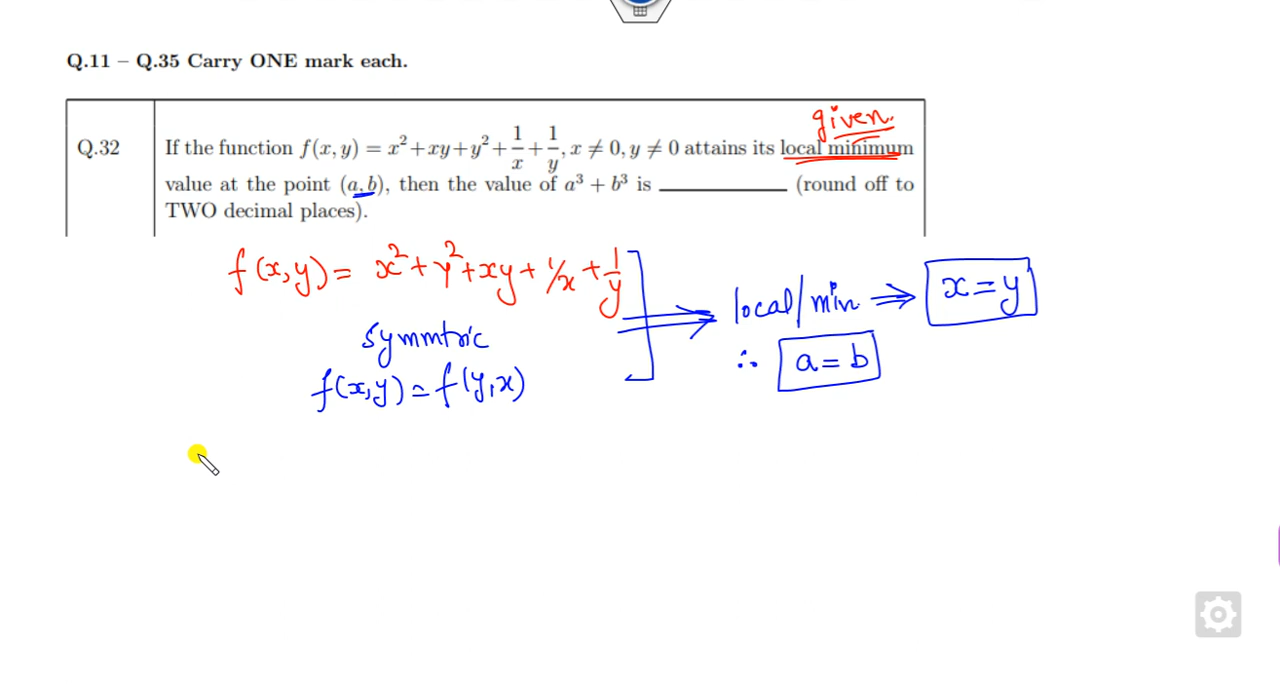 Q.11 – Q.35 Carry ONE mark each.
given.
Q.32 If the function f(x, y) = x² + xy + y² + 1/x + 1/y, x ≠ 0, y ≠ 0 attains its local minimum
value at the point (a, b), then the value of a³ + b³ is __________ (round off to
TWO decimal places).
f(x,y) = x² + y² + xy + 1/x + 1/y
local/min ⇒ x = y
symmtric
∴ a = b
f(x,y) = f(y,x)